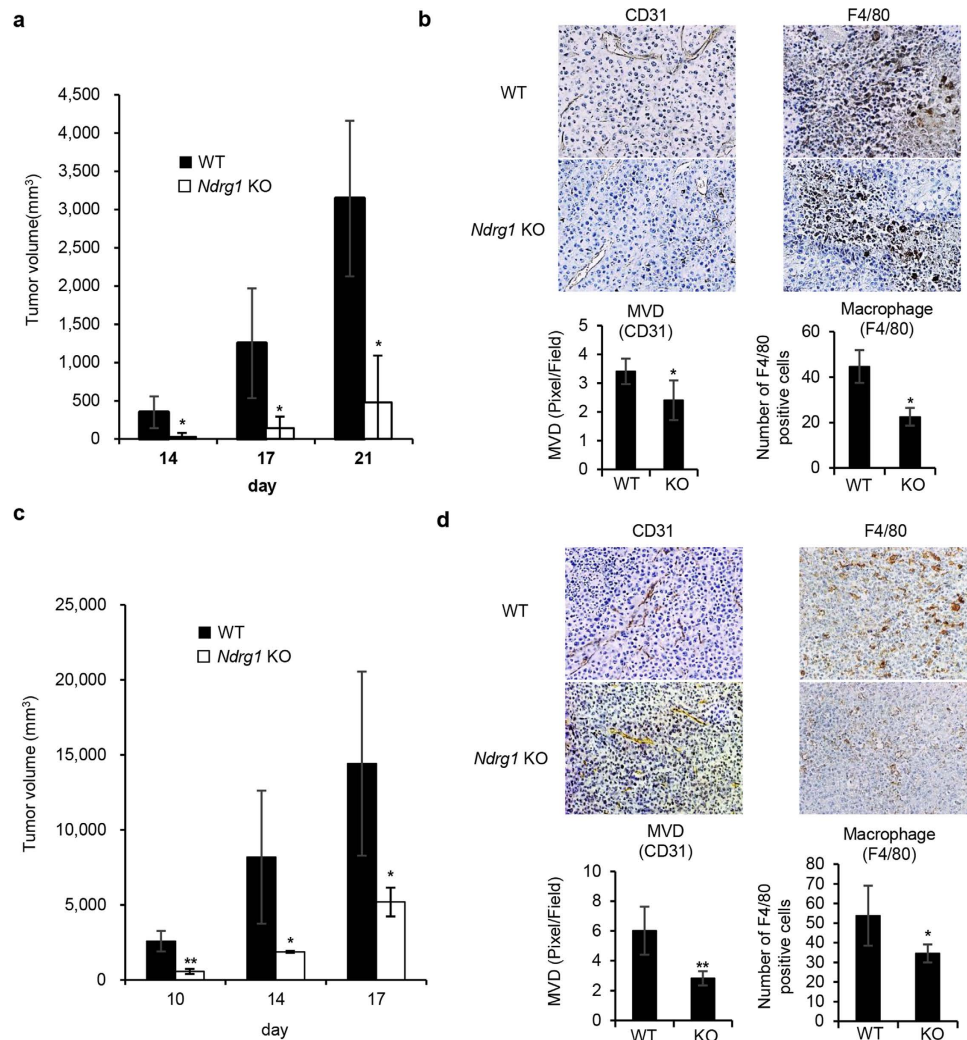 a
4,500
4,000
3,500
3,000
2,500
2,000
1,500
1,000
500
0
Tumor volume(mm³)
WT
Ndrg1 KO
*
*
*
14 17 21
day
b
CD31 F4/80
WT
Ndrg1 KO
MVD
(CD31)
5
4
3
2
1
0
MVD (Pixel/Field)
*
WT KO
Macrophage
(F4/80)
60
40
20
0
Number of F4/80
positive cells
*
WT KO
c
25,000
20,000
15,000
10,000
5,000
0
Tumor volume (mm³)
WT
Ndrg1 KO
**
*
*
10 14 17
day
d
CD31 F4/80
WT
Ndrg1 KO
MVD
(CD31)
6
4
2
0
MVD (Pixel/Field)
**
WT KO
Macrophage
(F4/80)
80
70
60
50
40
30
20
10
0
Number of F4/80
positive cells
*
WT KO